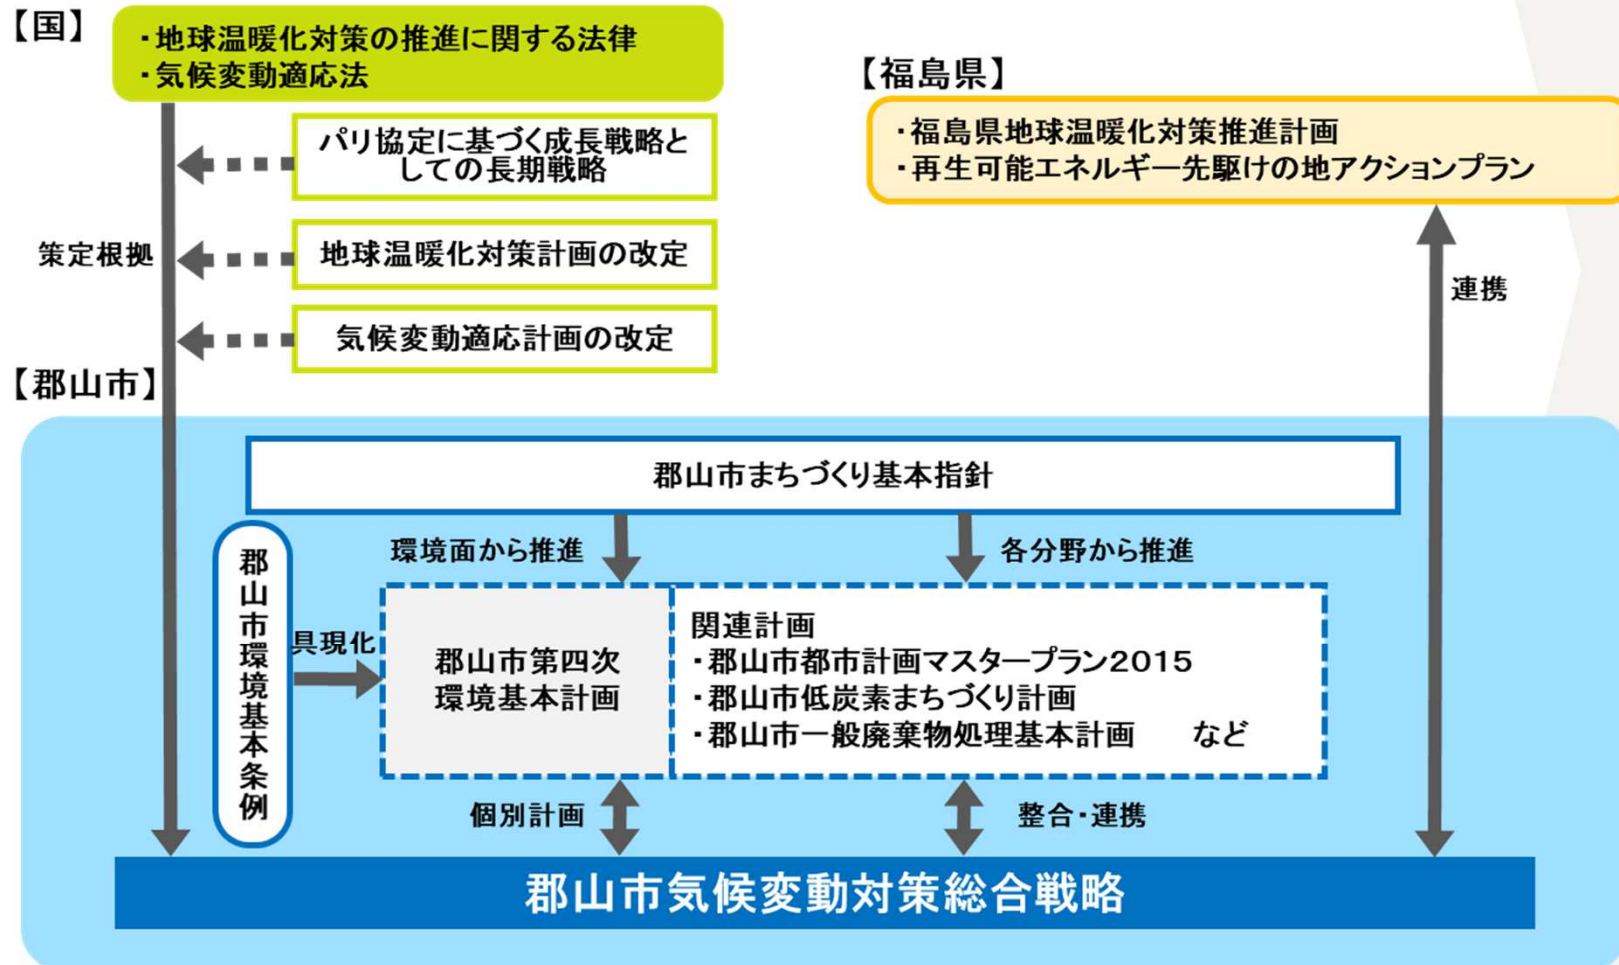 【国】
・地球温暖化対策の推進に関する法律
・気候変動適応法
【福島県】
・福島県地球温暖化対策推進計画
・再生可能エネルギー先駆けの地アクションプラン
パリ協定に基づく成長戦略と
しての長期戦略
策定根拠
地球温暖化対策計画の改定
連携
気候変動適応計画の改定
【郡山市】
郡山市まちづくり基本指針
環境面から推進
各分野から推進
郡山市環境基本条例
具現化
郡山市第四次
環境基本計画
関連計画
・郡山市都市計画マスタープラン2015
・郡山市低炭素まちづくり計画
・郡山市一般廃棄物処理基本計画　など
個別計画
整合・連携
郡山市気候変動対策総合戦略